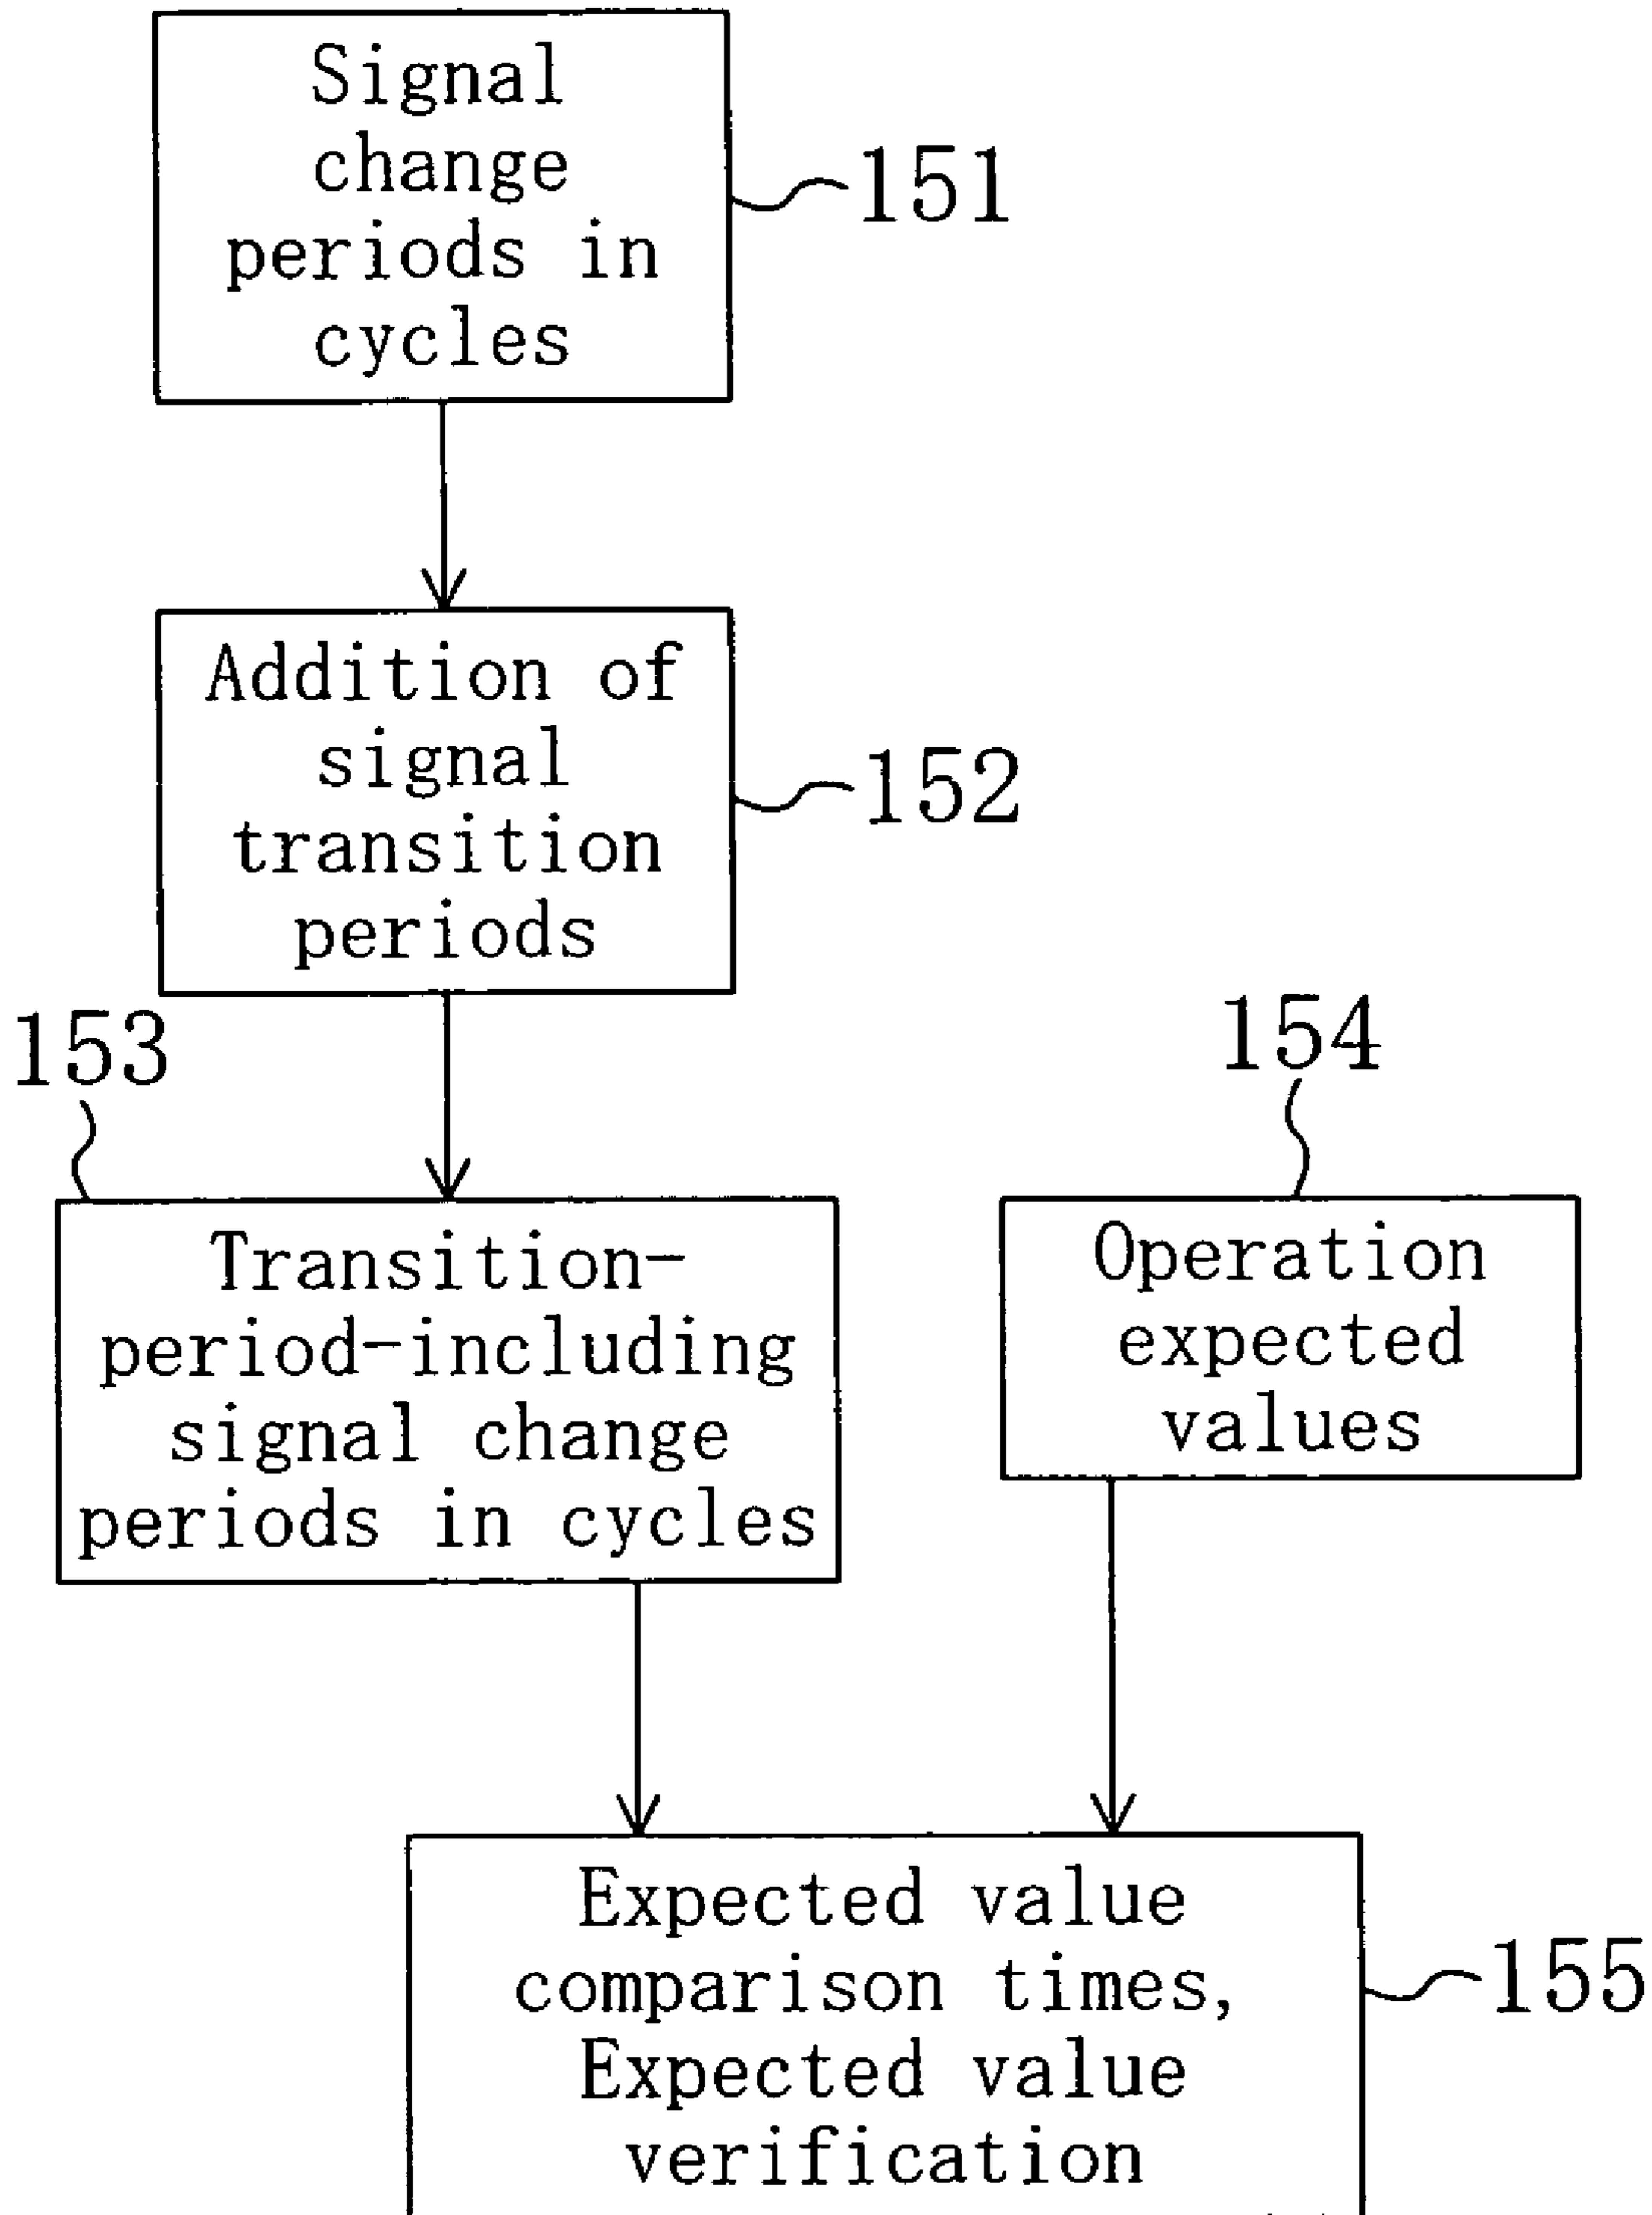 Signal
change
periods in
cycles
151
Addition of
signal
transition
periods
152
153
Transition-
period-including
signal change
periods in cycles
154
Operation
expected
values
Expected value
comparison times,
Expected value
verification
155